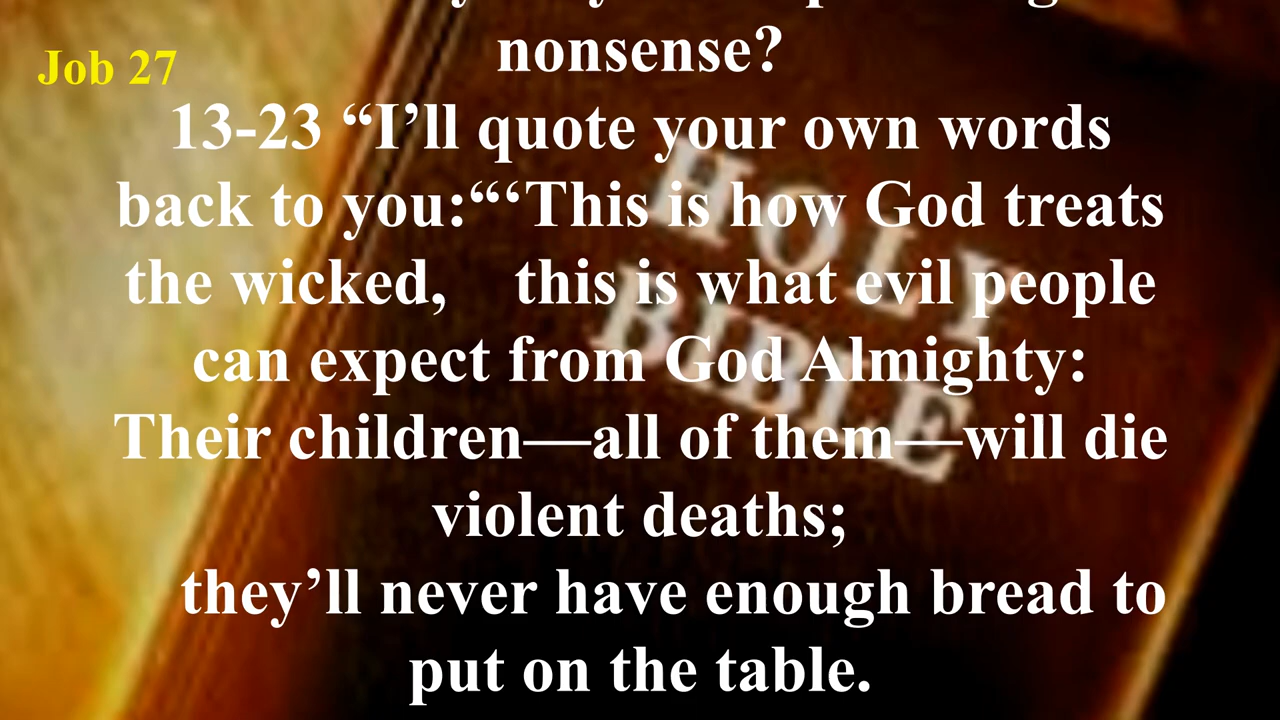 nonsense?
Job 27
13-23 “I’ll quote your own words
back to you:“‘This is how God treats
the wicked,    this is what evil people
can expect from God Almighty:
Their children—all of them—will die
violent deaths;
they’ll never have enough bread to
put on the table.
HOLY
BIBLE